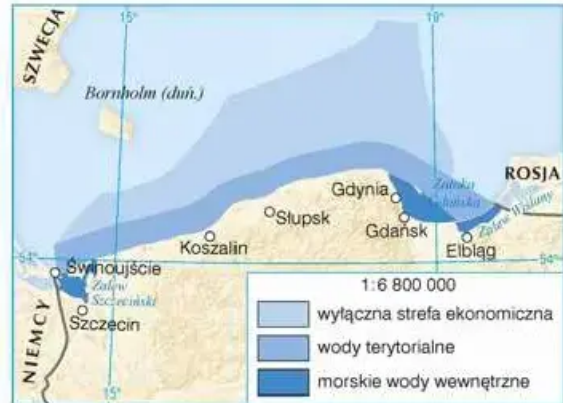 15°
19°
SZWECJA
Bornholm (duń.)
ROSJA
Gdynia
Zatoka
Gdańska
Zalew Wiślany
Słupsk
Gdańsk
Koszalin
Elbląg
54°
54°
Świnoujście
Zalew
Szczeciński
Szczecin
NIEMCY
15°
1:6 800 000
wyłączna strefa ekonomiczna
wody terytorialne
morskie wody wewnętrzne